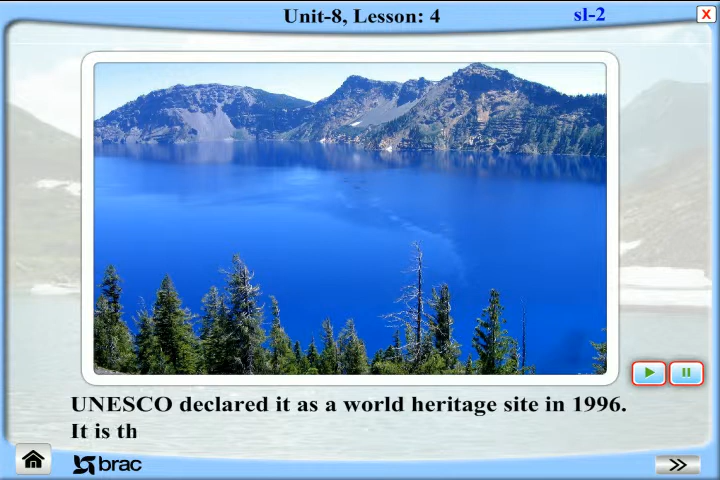 Unit-8, Lesson: 4
sl-2
X
UNESCO declared it as a world heritage site in 1996.
It is th
brac